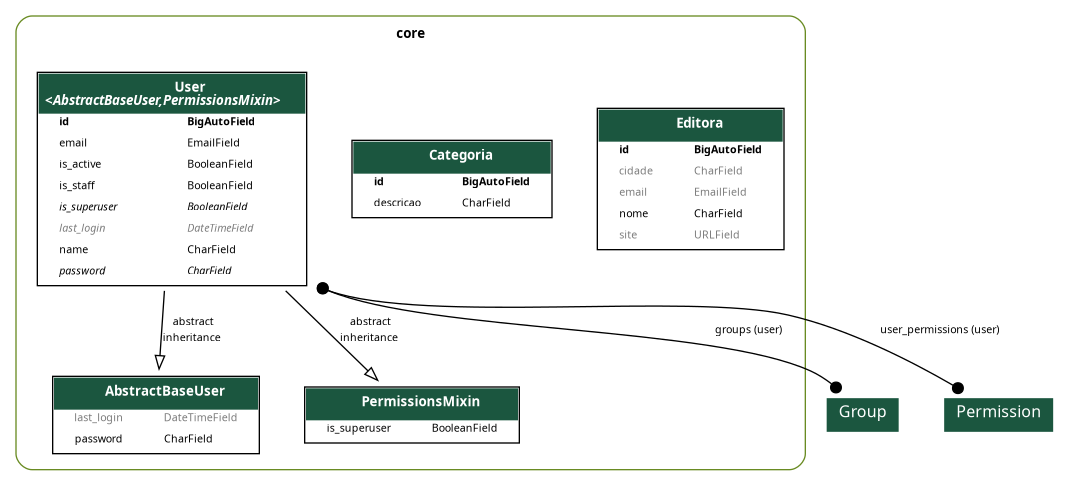 core
User
<AbstractBaseUser,PermissionsMixin>
id BigAutoField
email EmailField
is_active BooleanField
is_staff BooleanField
is_superuser BooleanField
last_login DateTimeField
name CharField
password CharField
Categoria
id BigAutoField
descricao CharField
Editora
id BigAutoField
cidade CharField
email EmailField
nome CharField
site URLField
abstract
inheritance
abstract
inheritance
groups (user)
user_permissions (user)
AbstractBaseUser
last_login DateTimeField
password CharField
PermissionsMixin
is_superuser BooleanField
Group
Permission